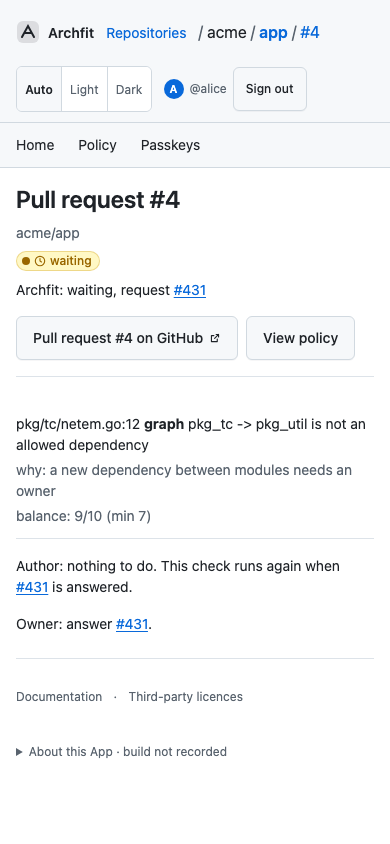 Archfit Repositories / acme / app / #4
Auto Light Dark A @alice Sign out
Home Policy Passkeys
Pull request #4
acme/app
waiting
Archfit: waiting, request #431
Pull request #4 on GitHub View policy
pkg/tc/netem.go:12 graph pkg_tc -> pkg_util is not an
allowed dependency
why: a new dependency between modules needs an
owner
balance: 9/10 (min 7)
Author: nothing to do. This check runs again when
#431 is answered.
Owner: answer #431.
Documentation · Third-party licences
About this App · build not recorded